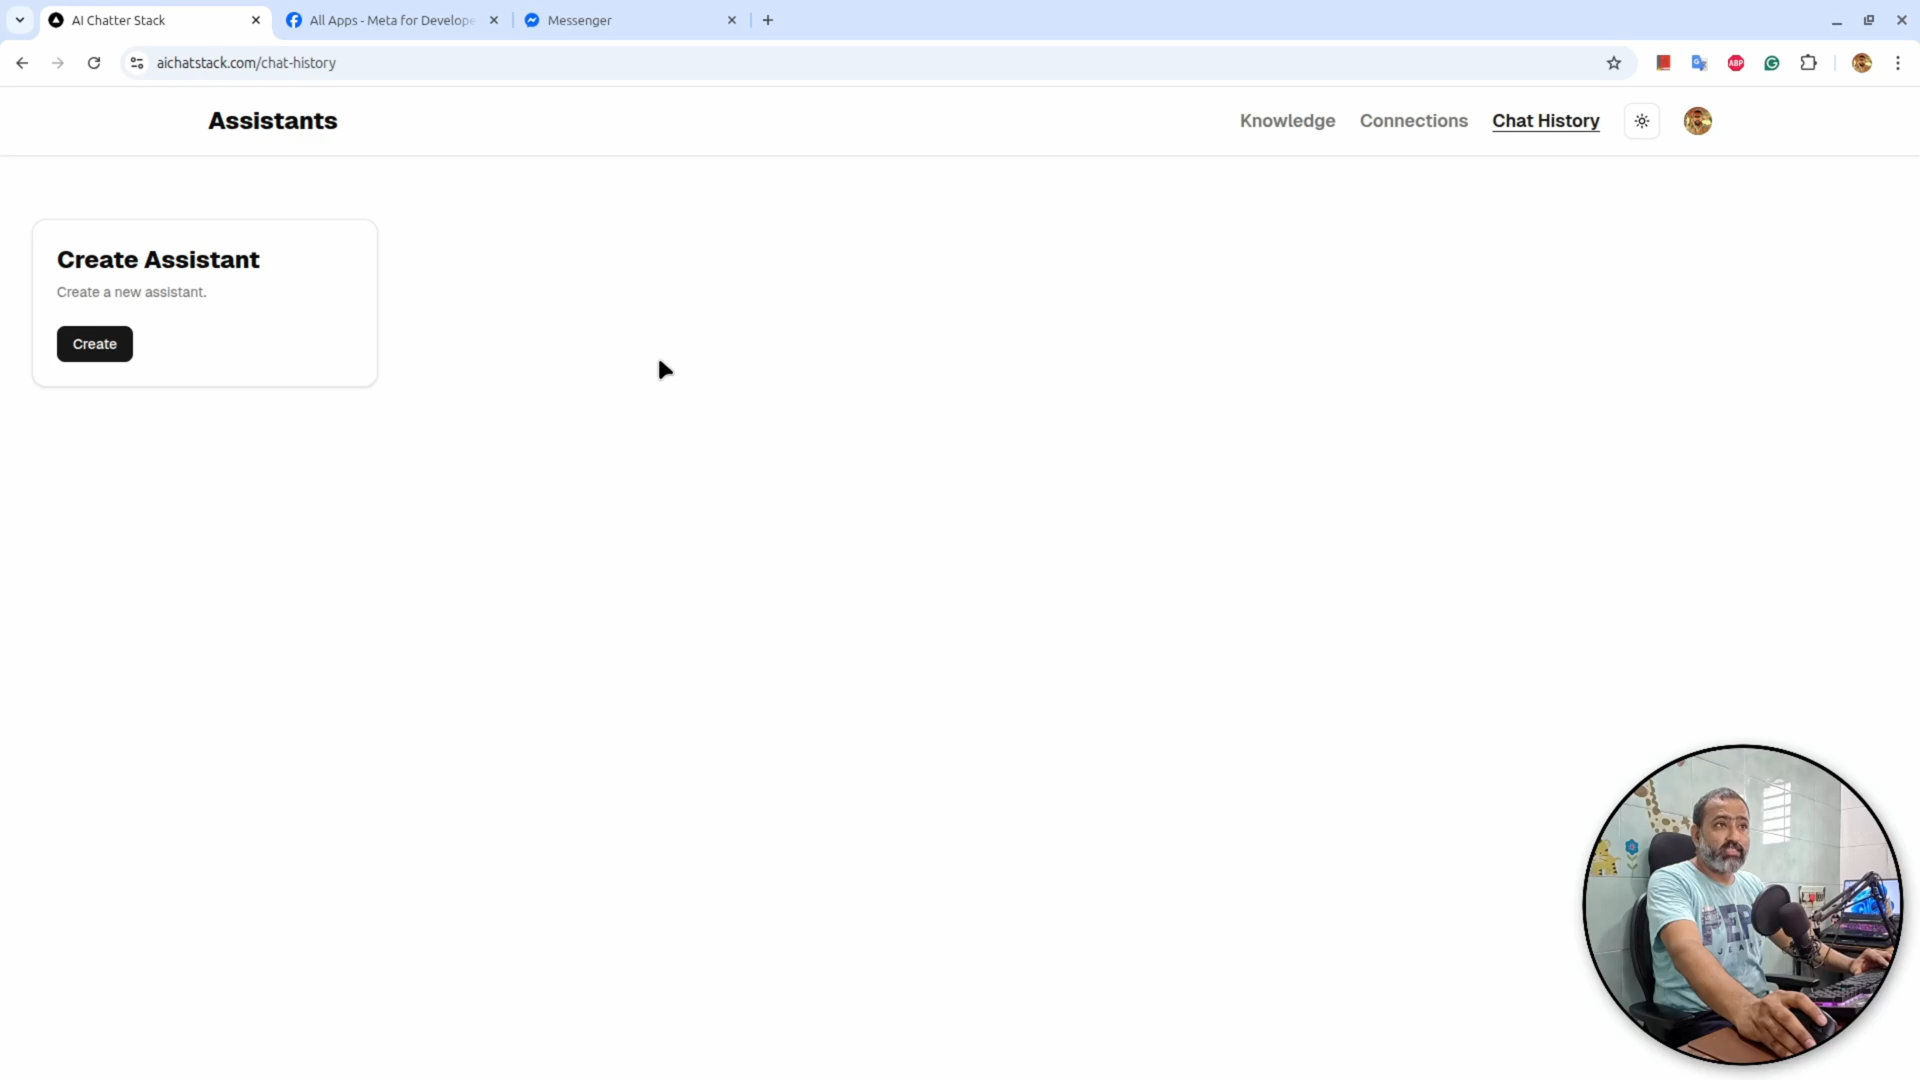 AI Chatter Stack
All Apps - Meta for Develope
Messenger
aichatstack.com/chat-history
ABP
Assistants
Knowledge
Connections
Chat History
Create Assistant
Create a new assistant.
Create